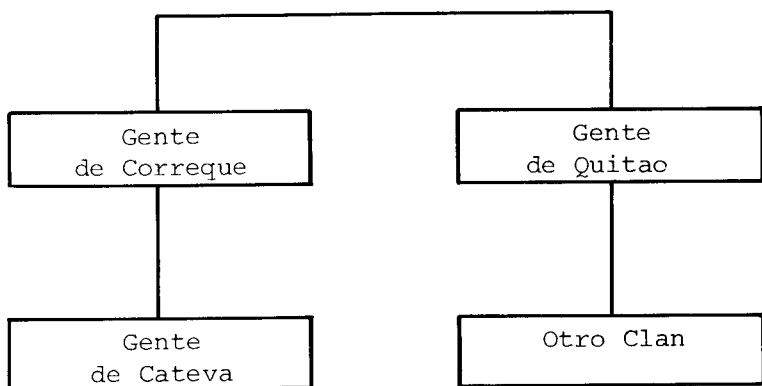 Gente
de Correque
Gente
de Quitao
Gente
de Cateva
Otro Clan